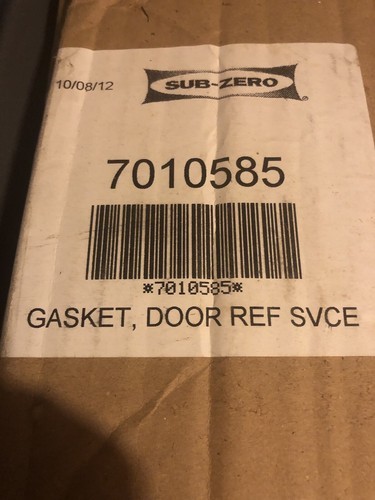 10/08/12
SUB-ZERO
®
7010585
*7010585*
GASKET, DOOR REF SVCE